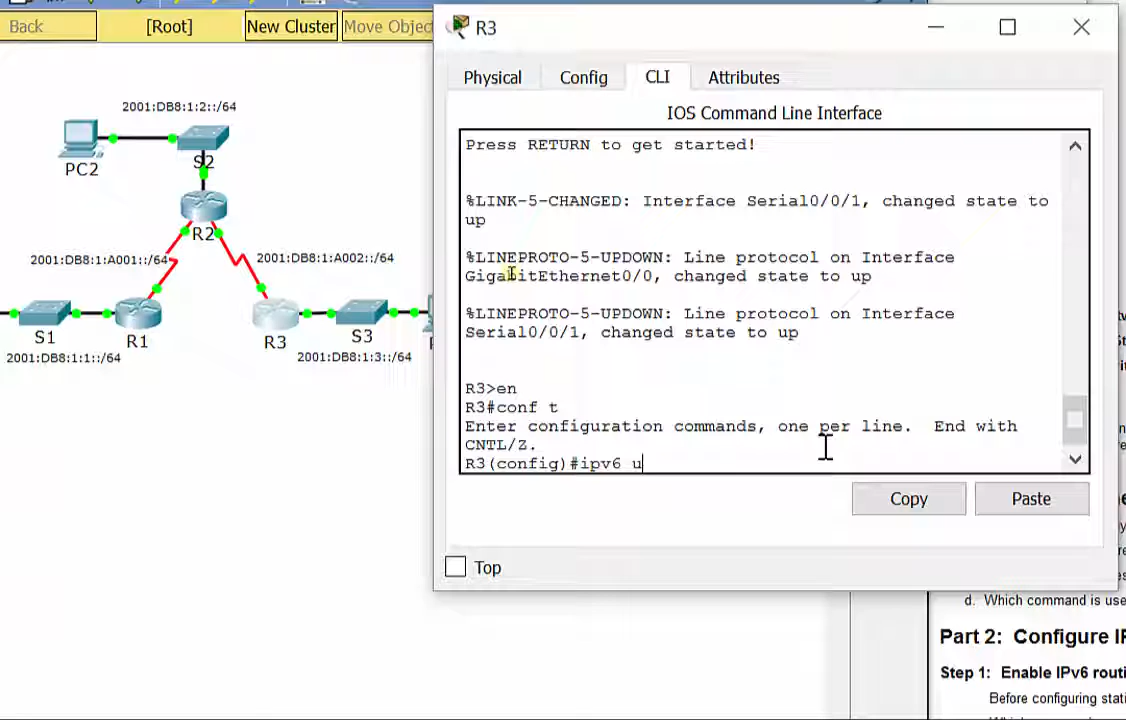 Back
[Root]
New Cluster
Move Objec
2001:DB8:1:2::/64
PC2
S2
R2
2001:DB8:1:A001::/64
2001:DB8:1:A002::/64
S1
R1
R3
S3
2001:DB8:1:1::/64
2001:DB8:1:3::/64
R3
Physical
Config
CLI
Attributes
IOS Command Line Interface
Press RETURN to get started!
%LINK-5-CHANGED: Interface Serial0/0/1, changed state to
up
%LINEPROTO-5-UPDOWN: Line protocol on Interface
GigabitEthernet0/0, changed state to up
%LINEPROTO-5-UPDOWN: Line protocol on Interface
Serial0/0/1, changed state to up
R3>en
R3#conf t
Enter configuration commands, one per line.  End with
CNTL/Z.
R3(config)#ipv6 u
Copy
Paste
Top
d. Which command is use
Part 2: Configure IP
Step 1: Enable IPv6 routi
Before configuring stati